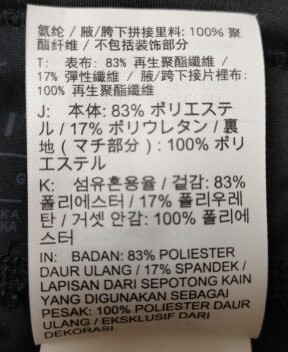 氨纶 / 腋/胯下拼接里料: 100% 聚
酯纤维 / 不包括装饰部分
T: 表布: 83% 再生聚酯纖維 /
17% 彈性纖維 / 腋/胯下接片裡布:
100% 再生聚酯纖維
J: 本体: 83% ポリエステ
ル / 17% ポリウレタン / 裏
地 (マチ部分) : 100% ポリ
エステル
K: 섬유혼용율 / 겉감: 83%
폴리에스터 / 17% 폴리우레
탄 / 거셋 안감: 100% 폴리에
스터
IN: BADAN: 83% POLIESTER
DAUR ULANG / 17% SPANDEK /
LAPISAN DARI SEPOTONG KAIN
YANG DIGUNAKAN SEBAGAI
PESAK: 100% POLIESTER DAUR
ULANG / EKSKLUSIF DARI
DEKORASI